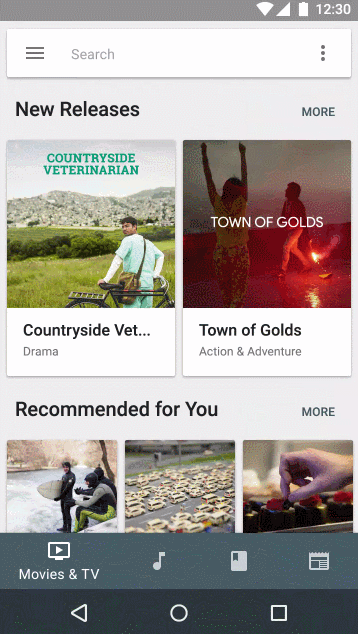 12:30
Search
New Releases
MORE
COUNTRYSIDE
VETERINARIAN
TOWN OF GOLDS
Countryside Vet...
Town of Golds
Drama
Action & Adventure
Recommended for You
MORE
Movies & TV